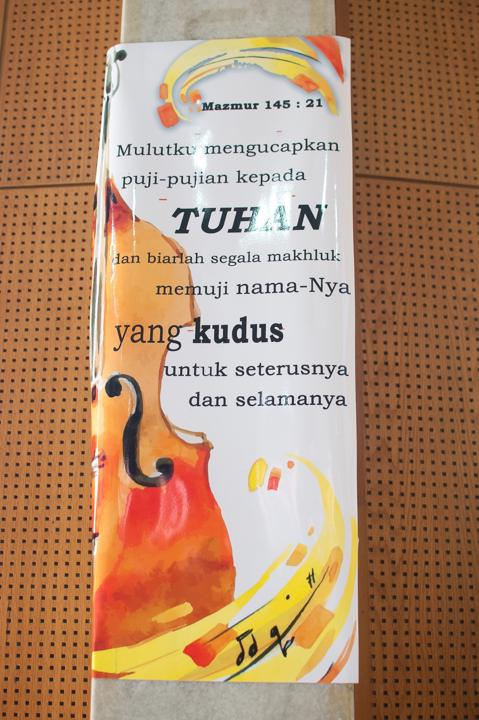 Mazmur 145 : 21
Mulutku mengucapkan
puji-pujian kepada
TUHAN
dan biarlah segala makhluk
memuji nama-Nya
yang kudus
untuk seterusnya
dan selamanya